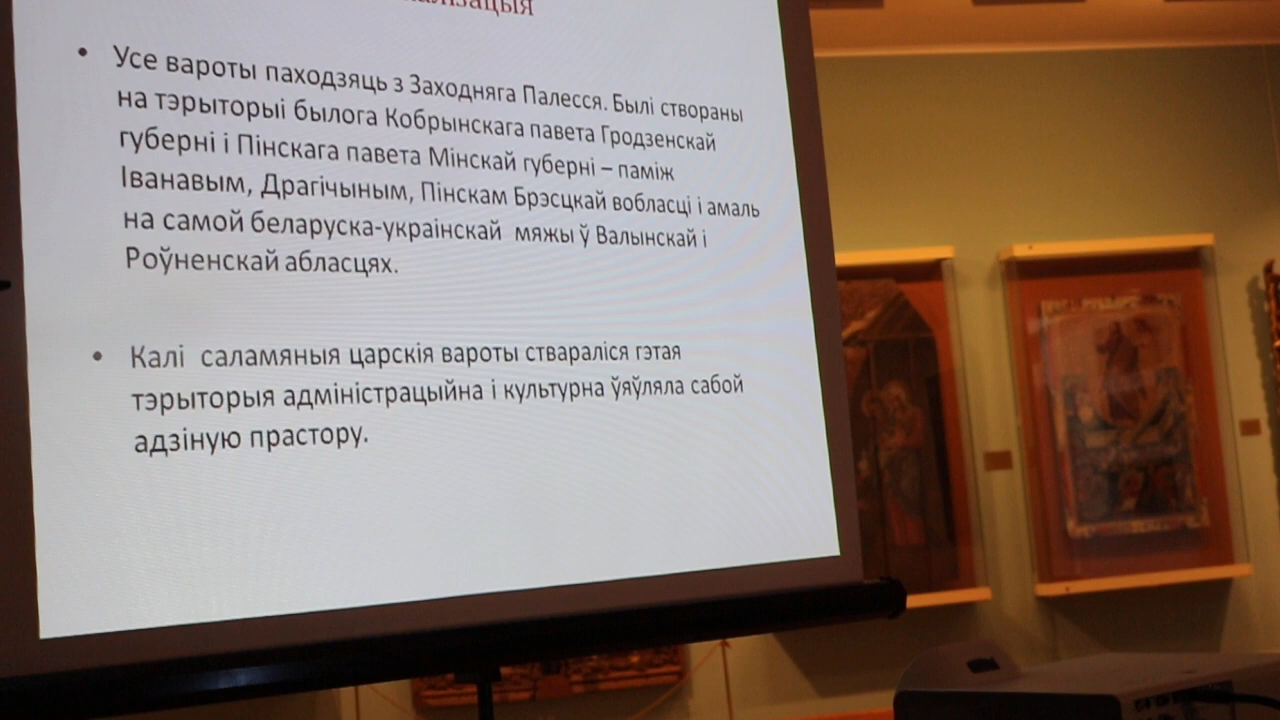 • Усе вароты паходзяць з Заходняга Палесся. Былі створаны
на тэрыторыі былога Кобрынскага павета Гродзенскай
губерні і Пінскага павета Мінскай губерні – паміж
Іванавым, Драгічыным, Пінскам Брэсцкай вобласці і амаль
на самой беларуска-украінскай мяжы ў Валынскай і
Роўненскай абласцях.
• Калі саламяныя царскія вароты ствараліся гэтая
тэрыторыя адміністрацыйна і культурна ўяўляла сабой
адзіную прастору.